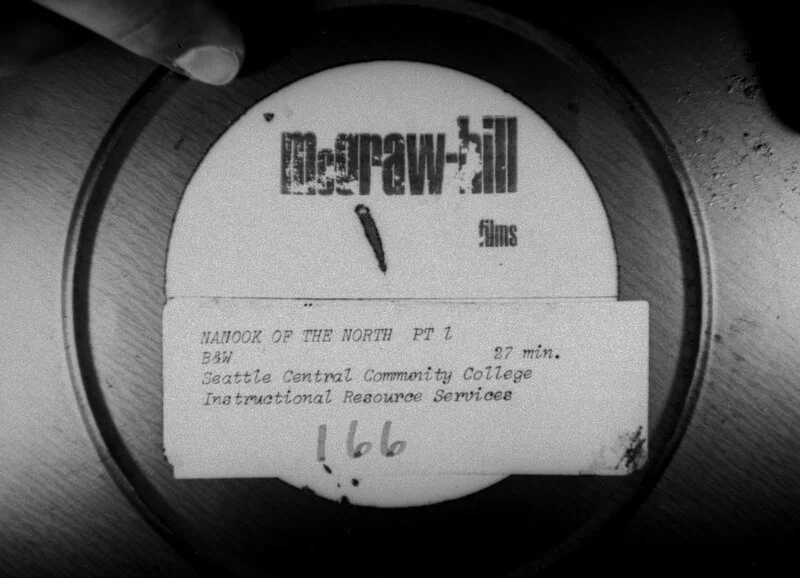 mcgraw-hill
films
NANOOK OF THE NORTH PT 1
B&W 27 min.
Seattle Central Community College
Instructional Resource Services
166